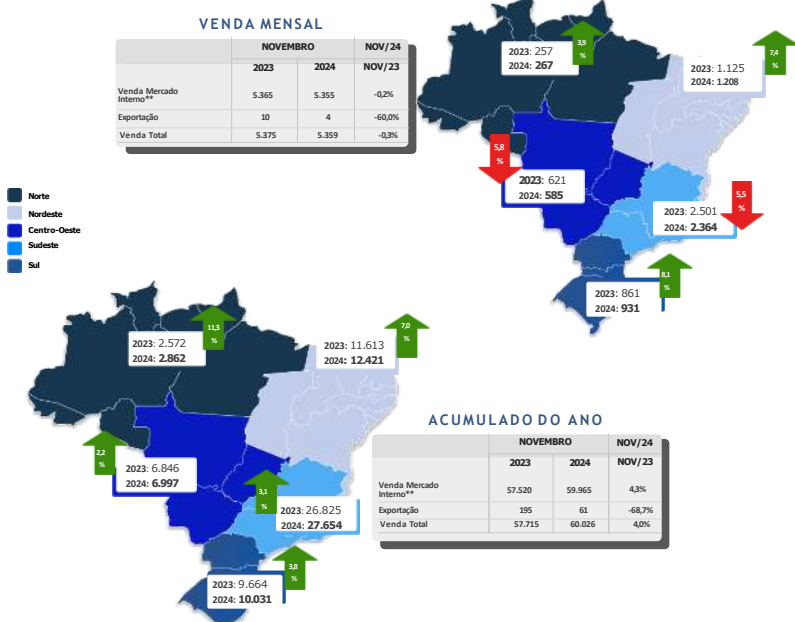 VENDA MENSAL
NOVEMBRO NOV/24
2023 2024 NOV/23
Venda Mercado
Interno** 5.365 5.355 -0,2%
Exportação 10 4 -60,0%
Venda Total 5.375 5.359 -0,3%
3,9
%
2023: 257
2024: 267
7,4
%
2023: 1.125
2024: 1.208
5,8
%
2023: 621
2024: 585
5,5
%
2023: 2.501
2024: 2.364
8,1
%
2023: 861
2024: 931
Norte
Nordeste
Centro-Oeste
Sudeste
Sul
11,3
%
2023: 2.572
2024: 2.862
7,0
%
2023: 11.613
2024: 12.421
2,2
%
2023: 6.846
2024: 6.997
3,1
%
2023: 26.825
2024: 27.654
3,8
%
2023: 9.664
2024: 10.031
ACUMULADO DO ANO
NOVEMBRO NOV/24
2023 2024 NOV/23
Venda Mercado
Interno** 57.520 59.965 4,3%
Exportação 195 61 -68,7%
Venda Total 57.715 60.026 4,0%